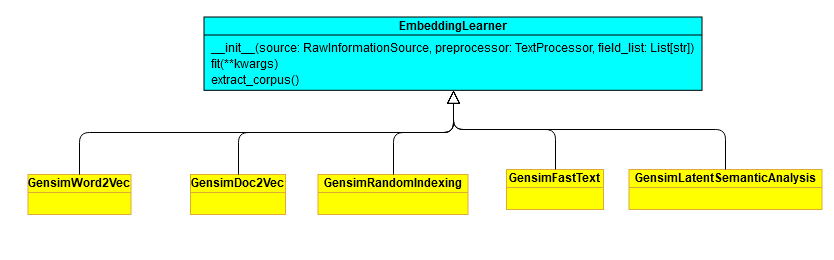 EmbeddingLearner
__init__(source: RawInformationSource, preprocessor: TextProcessor, field_list: List[str])
fit(**kwargs)
extract_corpus()
GensimWord2Vec
GensimDoc2Vec
GensimRandomIndexing
GensimFastText
GensimLatentSemanticAnalysis